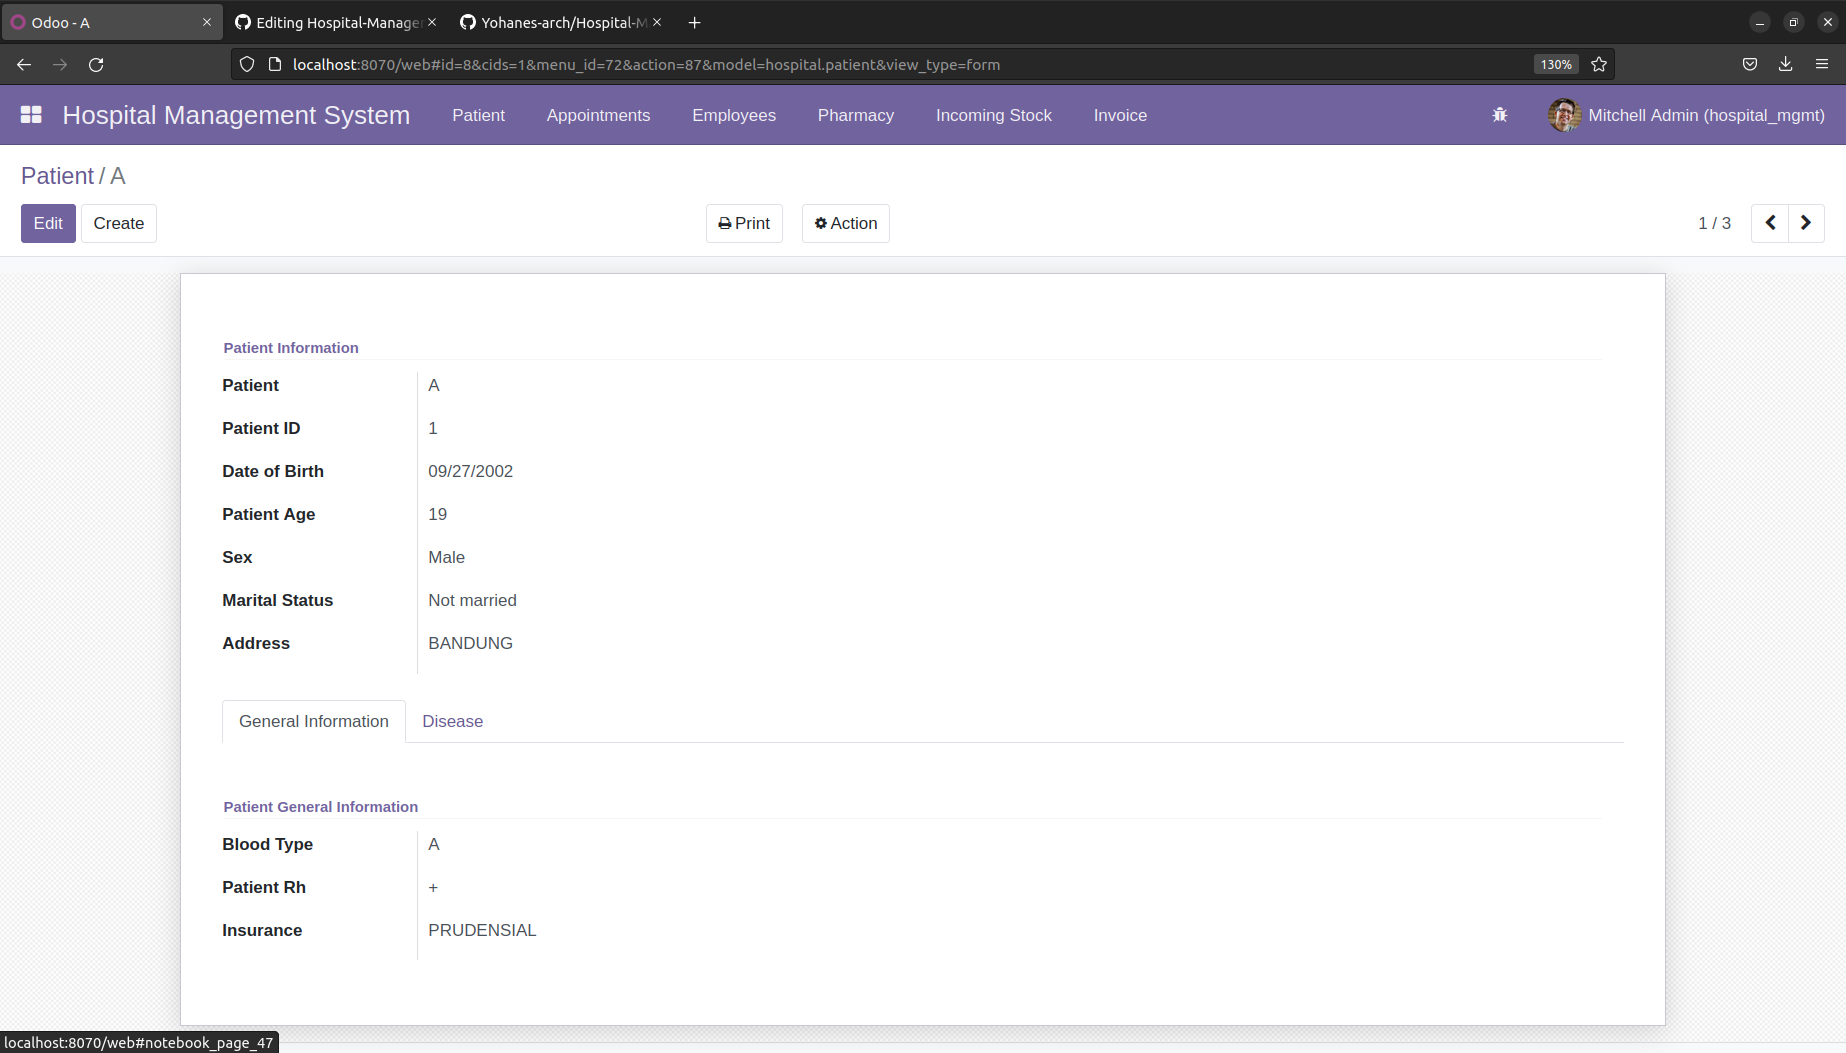 Odoo - A
Editing Hospital-Manage
Yohanes-arch/Hospital-M
localhost:8070/web#id=8&cids=1&menu_id=72&action=87&model=hospital.patient&view_type=form
130%
Hospital Management System
Patient
Appointments
Employees
Pharmacy
Incoming Stock
Invoice
Mitchell Admin (hospital_mgmt)
Patient / A
Edit
Create
Print
Action
1 / 3
Patient Information
Patient A
Patient ID 1
Date of Birth 09/27/2002
Patient Age 19
Sex Male
Marital Status Not married
Address BANDUNG
General Information
Disease
Patient General Information
Blood Type A
Patient Rh +
Insurance PRUDENSIAL
localhost:8070/web#notebook_page_47